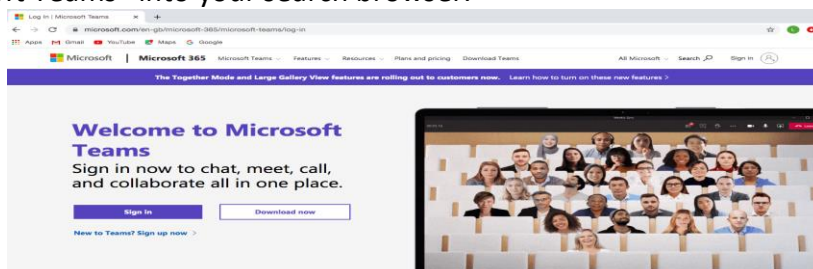 nt Teams" into your search browser.
Log In | Microsoft Teams
microsoft.com/en-gb/microsoft-365/microsoft-teams/log-in
Apps Gmail YouTube Maps Google
Microsoft | Microsoft 365 Microsoft Teams Features Resources Plans and pricing Download Teams All Microsoft Search Sign in
The Together Mode and Large Gallery View features are rolling out to customers now. Learn how to turn on these new features >
Welcome to Microsoft
Teams
Sign in now to chat, meet, call,
and collaborate all in one place.
Sign in Download now
New to Teams? Sign up now >